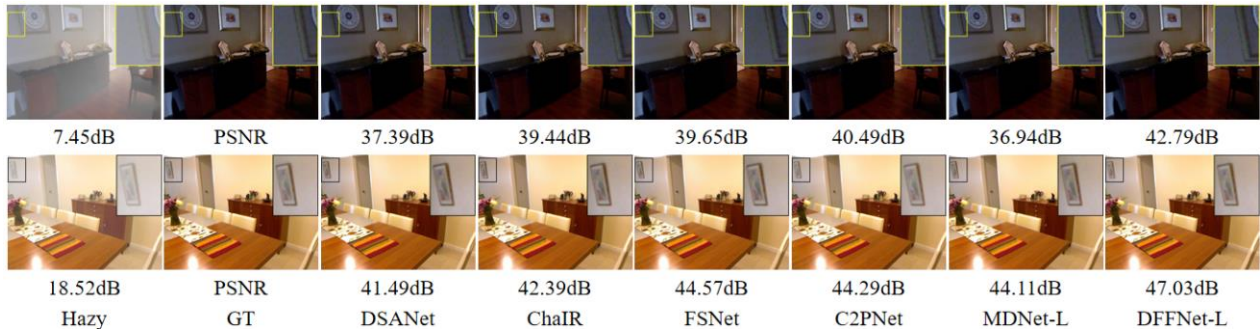 7.45dB PSNR 37.39dB 39.44dB 39.65dB 40.49dB 36.94dB 42.79dB
18.52dB PSNR 41.49dB 42.39dB 44.57dB 44.29dB 44.11dB 47.03dB
Hazy GT DSANet ChaIR FSNet C2PNet MDNet-L DFFNet-L